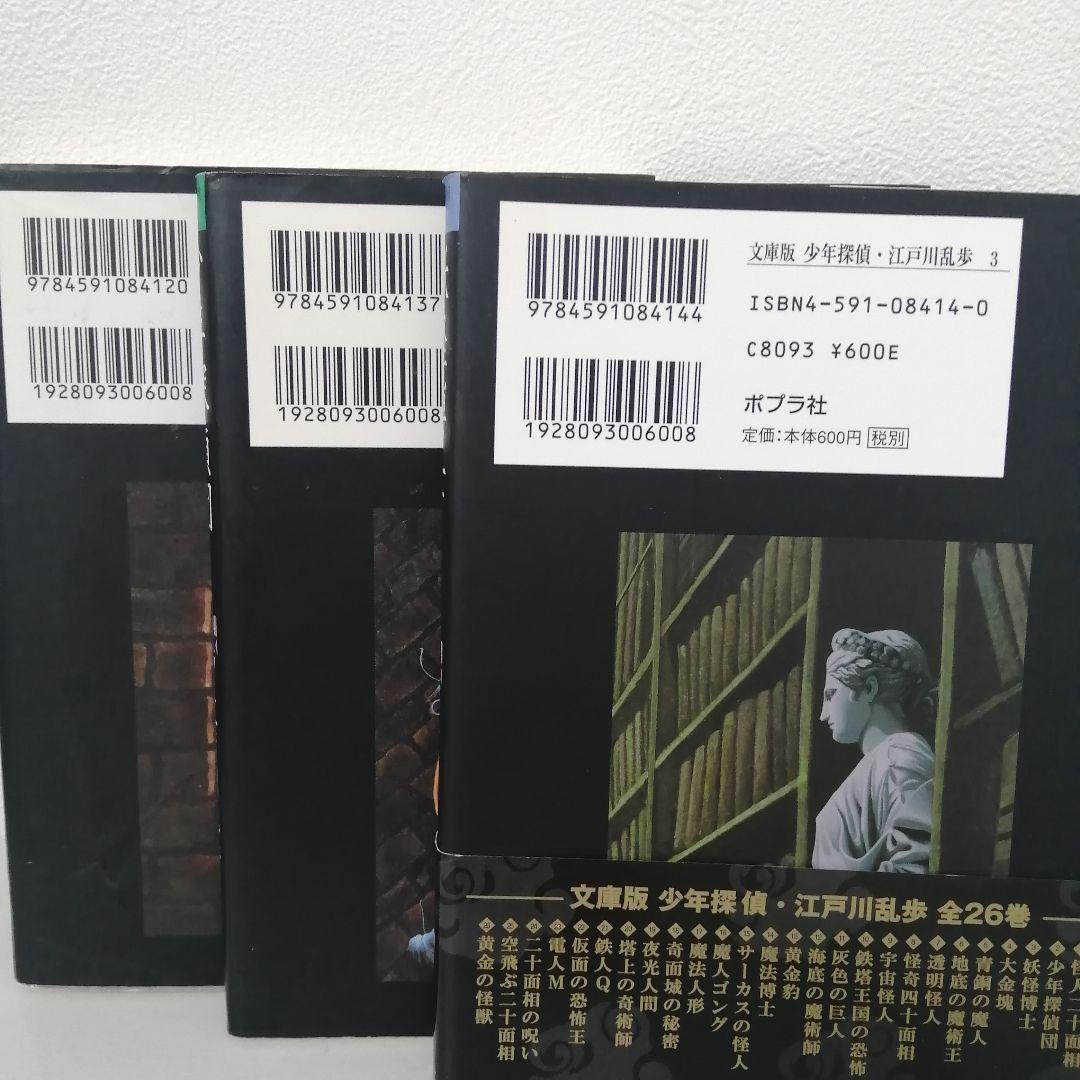 9784591084120
1928093006008
9784591084137
1928093006008
9784591084144
1928093006008
文庫版 少年探偵・江戸川乱歩 3
ISBN4-591-08414-0
C8093 ¥600E
ポプラ社
定価:本体600円 税別
文庫版 少年探偵・江戸川乱歩 全26巻
怪人二十面相
少年探偵団
妖怪博士
大金塊
青銅の魔人
地底の魔術王
透明怪人
怪奇四十面相
宇宙怪人
鉄塔王国の恐怖
灰色の巨人
海底の魔術師
黄金豹
魔法博士
サーカスの怪人
魔人ゴング
魔法人形
奇面城の秘密
夜光人間
塔上の奇術師
鉄人Q
仮面の恐怖王
電人M
二十面相の呪い
空飛ぶ二十面相
黄金の怪獣